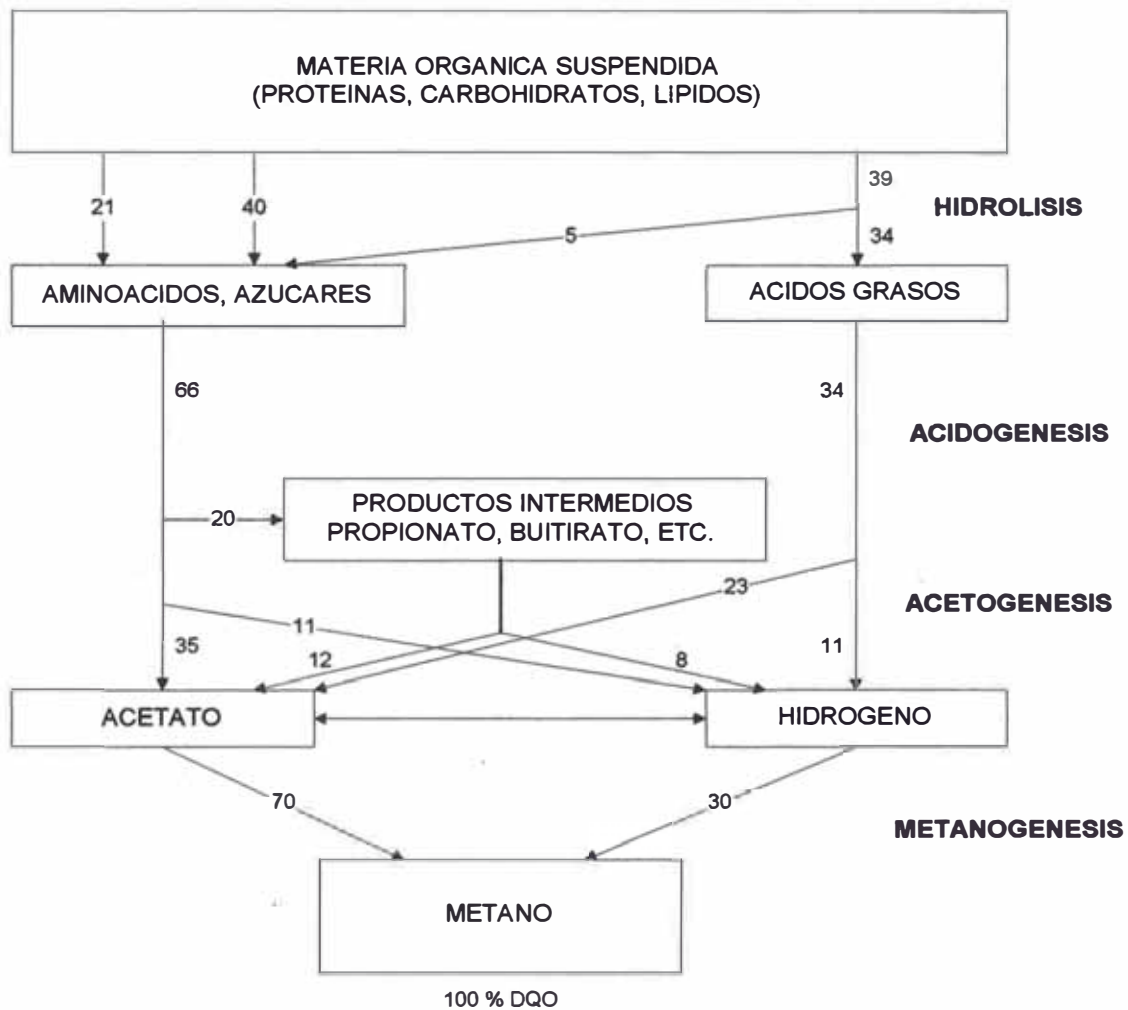 MATERIA ORGANICA SUSPENDIDA
(PROTEINAS, CARBOHIDRATOS, LIPIDOS)
39
21
40
HIDROLISIS
5
34
AMINOACIDOS, AZUCARES
ACIDOS GRASOS
66
34
ACIDOGENESIS
PRODUCTOS INTERMEDIOS
PROPIONATO, BUITIRATO, ETC.
20
23
ACETOGENESIS
11
35
12
8
11
ACETATO
HIDROGENO
70
30
METANOGENESIS
METANO
100 % DQO